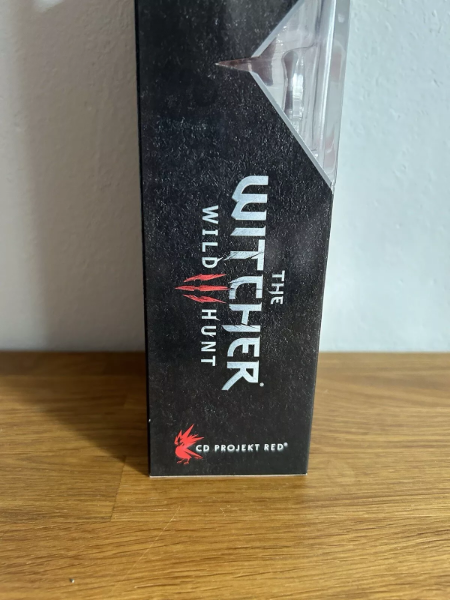 THE
WITCHER®
WILD HUNT
CD PROJEKT RED®